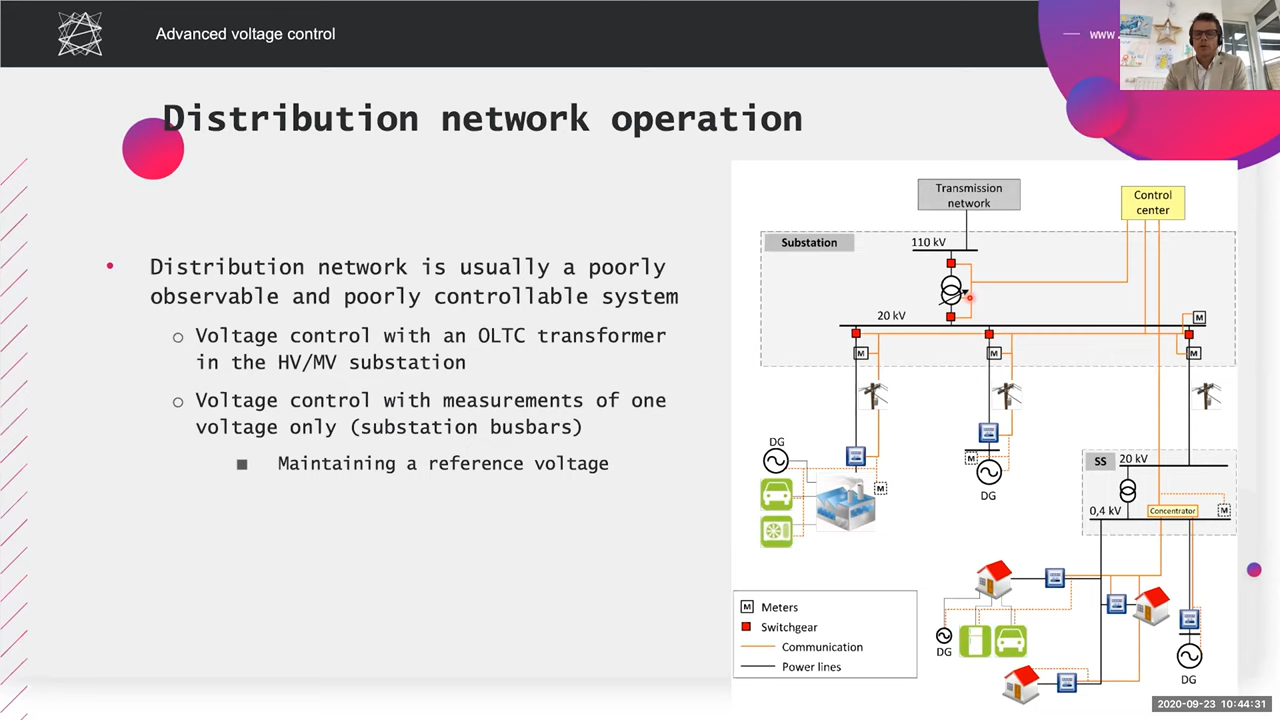 Advanced voltage control
www.
Distribution network operation
Distribution network is usually a poorly
observable and poorly controllable system
Voltage control with an OLTC transformer
in the HV/MV substation
Voltage control with measurements of one
voltage only (substation busbars)
Maintaining a reference voltage
Transmission
network
Control
center
Substation
110 kV
20 kV
M
M
M
M
DG
M
M
DG
SS
20 kV
0,4 kV
Concentrator
M
DG
DG
M Meters
Switchgear
Communication
Power lines
2020-09-23 10:44:31